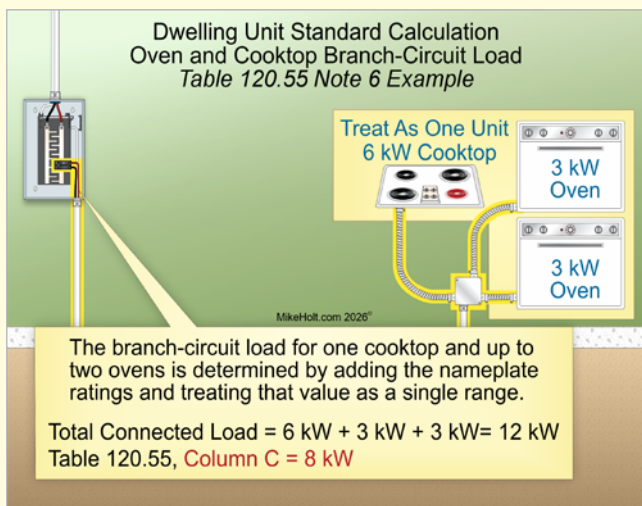 Dwelling Unit Standard Calculation
Oven and Cooktop Branch-Circuit Load
Table 120.55 Note 6 Example
Treat As One Unit
6 kW Cooktop
3 kW
Oven
3 kW
Oven
MikeHolt.com 2026©
The branch-circuit load for one cooktop and up to
two ovens is determined by adding the nameplate
ratings and treating that value as a single range.
Total Connected Load = 6 kW + 3 kW + 3 kW= 12 kW
Table 120.55, Column C = 8 kW